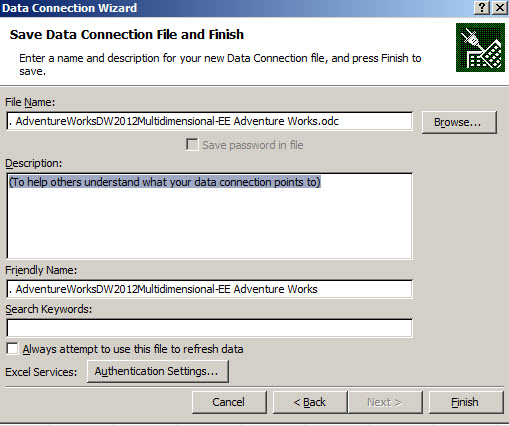 Data Connection Wizard
Save Data Connection File and Finish
Enter a name and description for your new Data Connection file, and press Finish to
save.
File Name:
. AdventureWorksDW2012Multidimensional-EE Adventure Works.odc
Browse...
Save password in file
Description:
(To help others understand what your data connection points to)
Friendly Name:
. AdventureWorksDW2012Multidimensional-EE Adventure Works
Search Keywords:
Always attempt to use this file to refresh data
Excel Services: Authentication Settings...
Cancel < Back Next > Finish